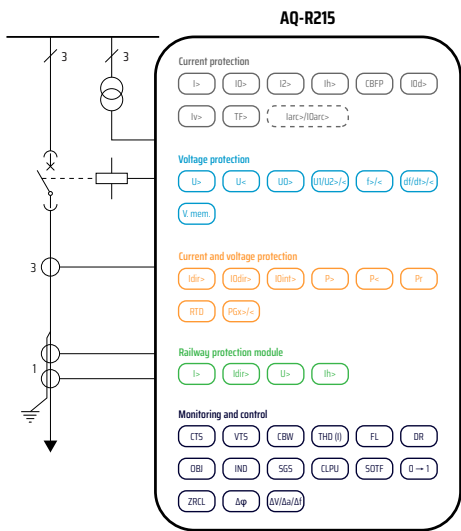 AQ-R215
3 3
Current protection
I> I0> I2> Ih> CBFP I0d>
Iv> TF> Iarc>/I0arc>
Voltage protection
U> U< U0> U1/U2>/< f>/< df/dt>/<
V. mem.
3
Current and voltage protection
Idir> I0dir> I0int> P> P< Pr
RTD PGx>/<
1
Railway protection module
I> Idir> U> Ih>
Monitoring and control
CTS VTS CBW THD (I) FL DR
OBJ IND SGS CLPU SOTF 0 → 1
ZRCL Δφ ΔV/Δa/Δf